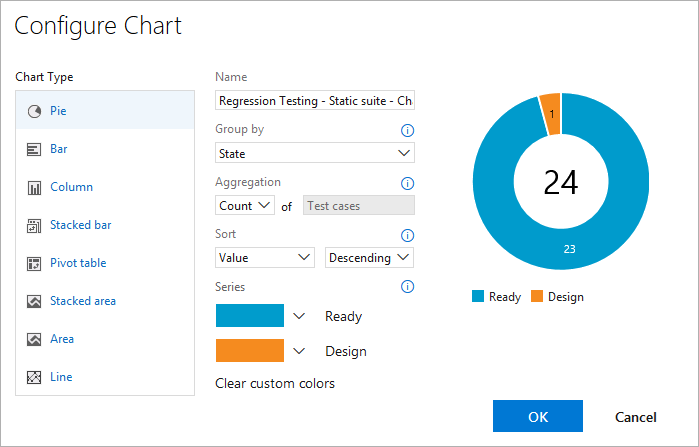 Configure Chart
Chart Type
Pie
Bar
Column
Stacked bar
Pivot table
Stacked area
Area
Line
Name
Regression Testing - Static suite - Ch
Group by
State
Aggregation
Count of Test cases
Sort
Value Descending
Series
Ready
Design
Clear custom colors
1
24
23
Ready Design
OK Cancel